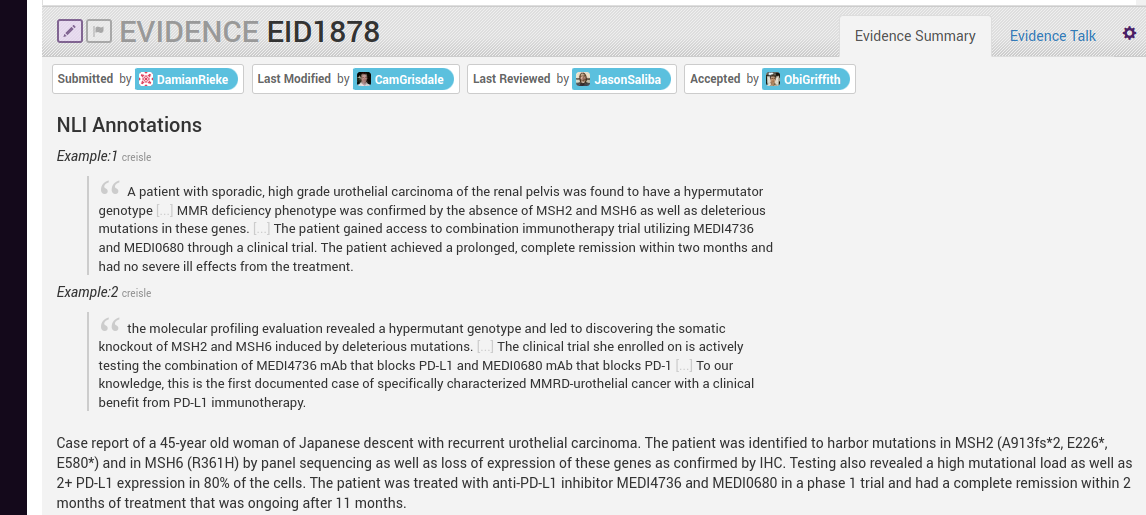 EVIDENCE EID1878
Evidence Summary
Evidence Talk
Submitted by DamianRieke
Last Modified by CamGrisdale
Last Reviewed by JasonSaliba
Accepted by ObiGriffith
NLI Annotations
Example:1 creisle
“ A patient with sporadic, high grade urothelial carcinoma of the renal pelvis was found to have a hypermutator
genotype [...] MMR deficiency phenotype was confirmed by the absence of MSH2 and MSH6 as well as deleterious
mutations in these genes. [...] The patient gained access to combination immunotherapy trial utilizing MEDI4736
and MEDI0680 through a clinical trial. The patient achieved a prolonged, complete remission within two months and
had no severe ill effects from the treatment.
Example:2 creisle
“ the molecular profiling evaluation revealed a hypermutant genotype and led to discovering the somatic
knockout of MSH2 and MSH6 induced by deleterious mutations. [...] The clinical trial she enrolled on is actively
testing the combination of MEDI4736 mAb that blocks PD-L1 and MEDI0680 mAb that blocks PD-1 [...] To our
knowledge, this is the first documented case of specifically characterized MMRD-urothelial cancer with a clinical
benefit from PD-L1 immunotherapy.
Case report of a 45-year old woman of Japanese descent with recurrent urothelial carcinoma. The patient was identified to harbor mutations in MSH2 (A913fs*2, E226*,
E580*) and in MSH6 (R361H) by panel sequencing as well as loss of expression of these genes as confirmed by IHC. Testing also revealed a high mutational load as well as
2+ PD-L1 expression in 80% of the cells. The patient was treated with anti-PD-L1 inhibitor MEDI4736 and MEDI0680 in a phase 1 trial and had a complete remission within 2
months of treatment that was ongoing after 11 months.